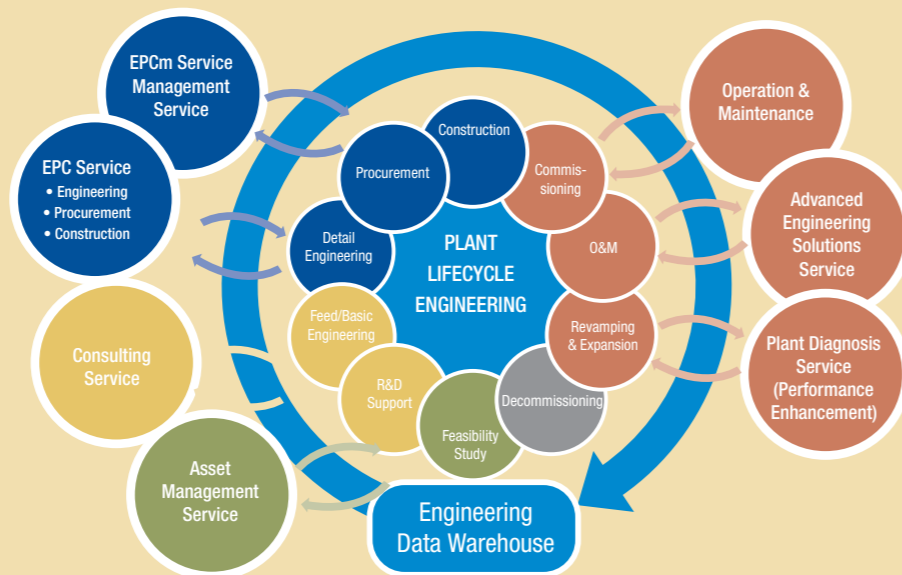 EPCm Service
Management
Service
EPC Service
• Engineering
• Procurement
• Construction
Consulting
Service
Asset
Management
Service
Construction
Procurement
Detail
Engineering
Feed/Basic
Engineering
R&D
Support
Feasibility
Study
Decommissioning
Revamping
& Expansion
O&M
Commis-
sioning
PLANT
LIFECYCLE
ENGINEERING
Engineering
Data Warehouse
Operation &
Maintenance
Advanced
Engineering
Solutions
Service
Plant Diagnosis
Service
(Performance
Enhancement)